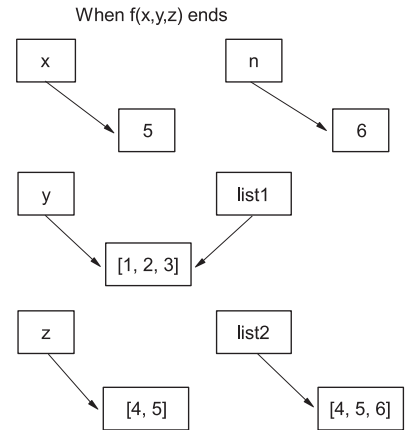 When f(x,y,z) ends
x
n
5
6
y
list1
[1, 2, 3]
z
list2
[4, 5]
[4, 5, 6]